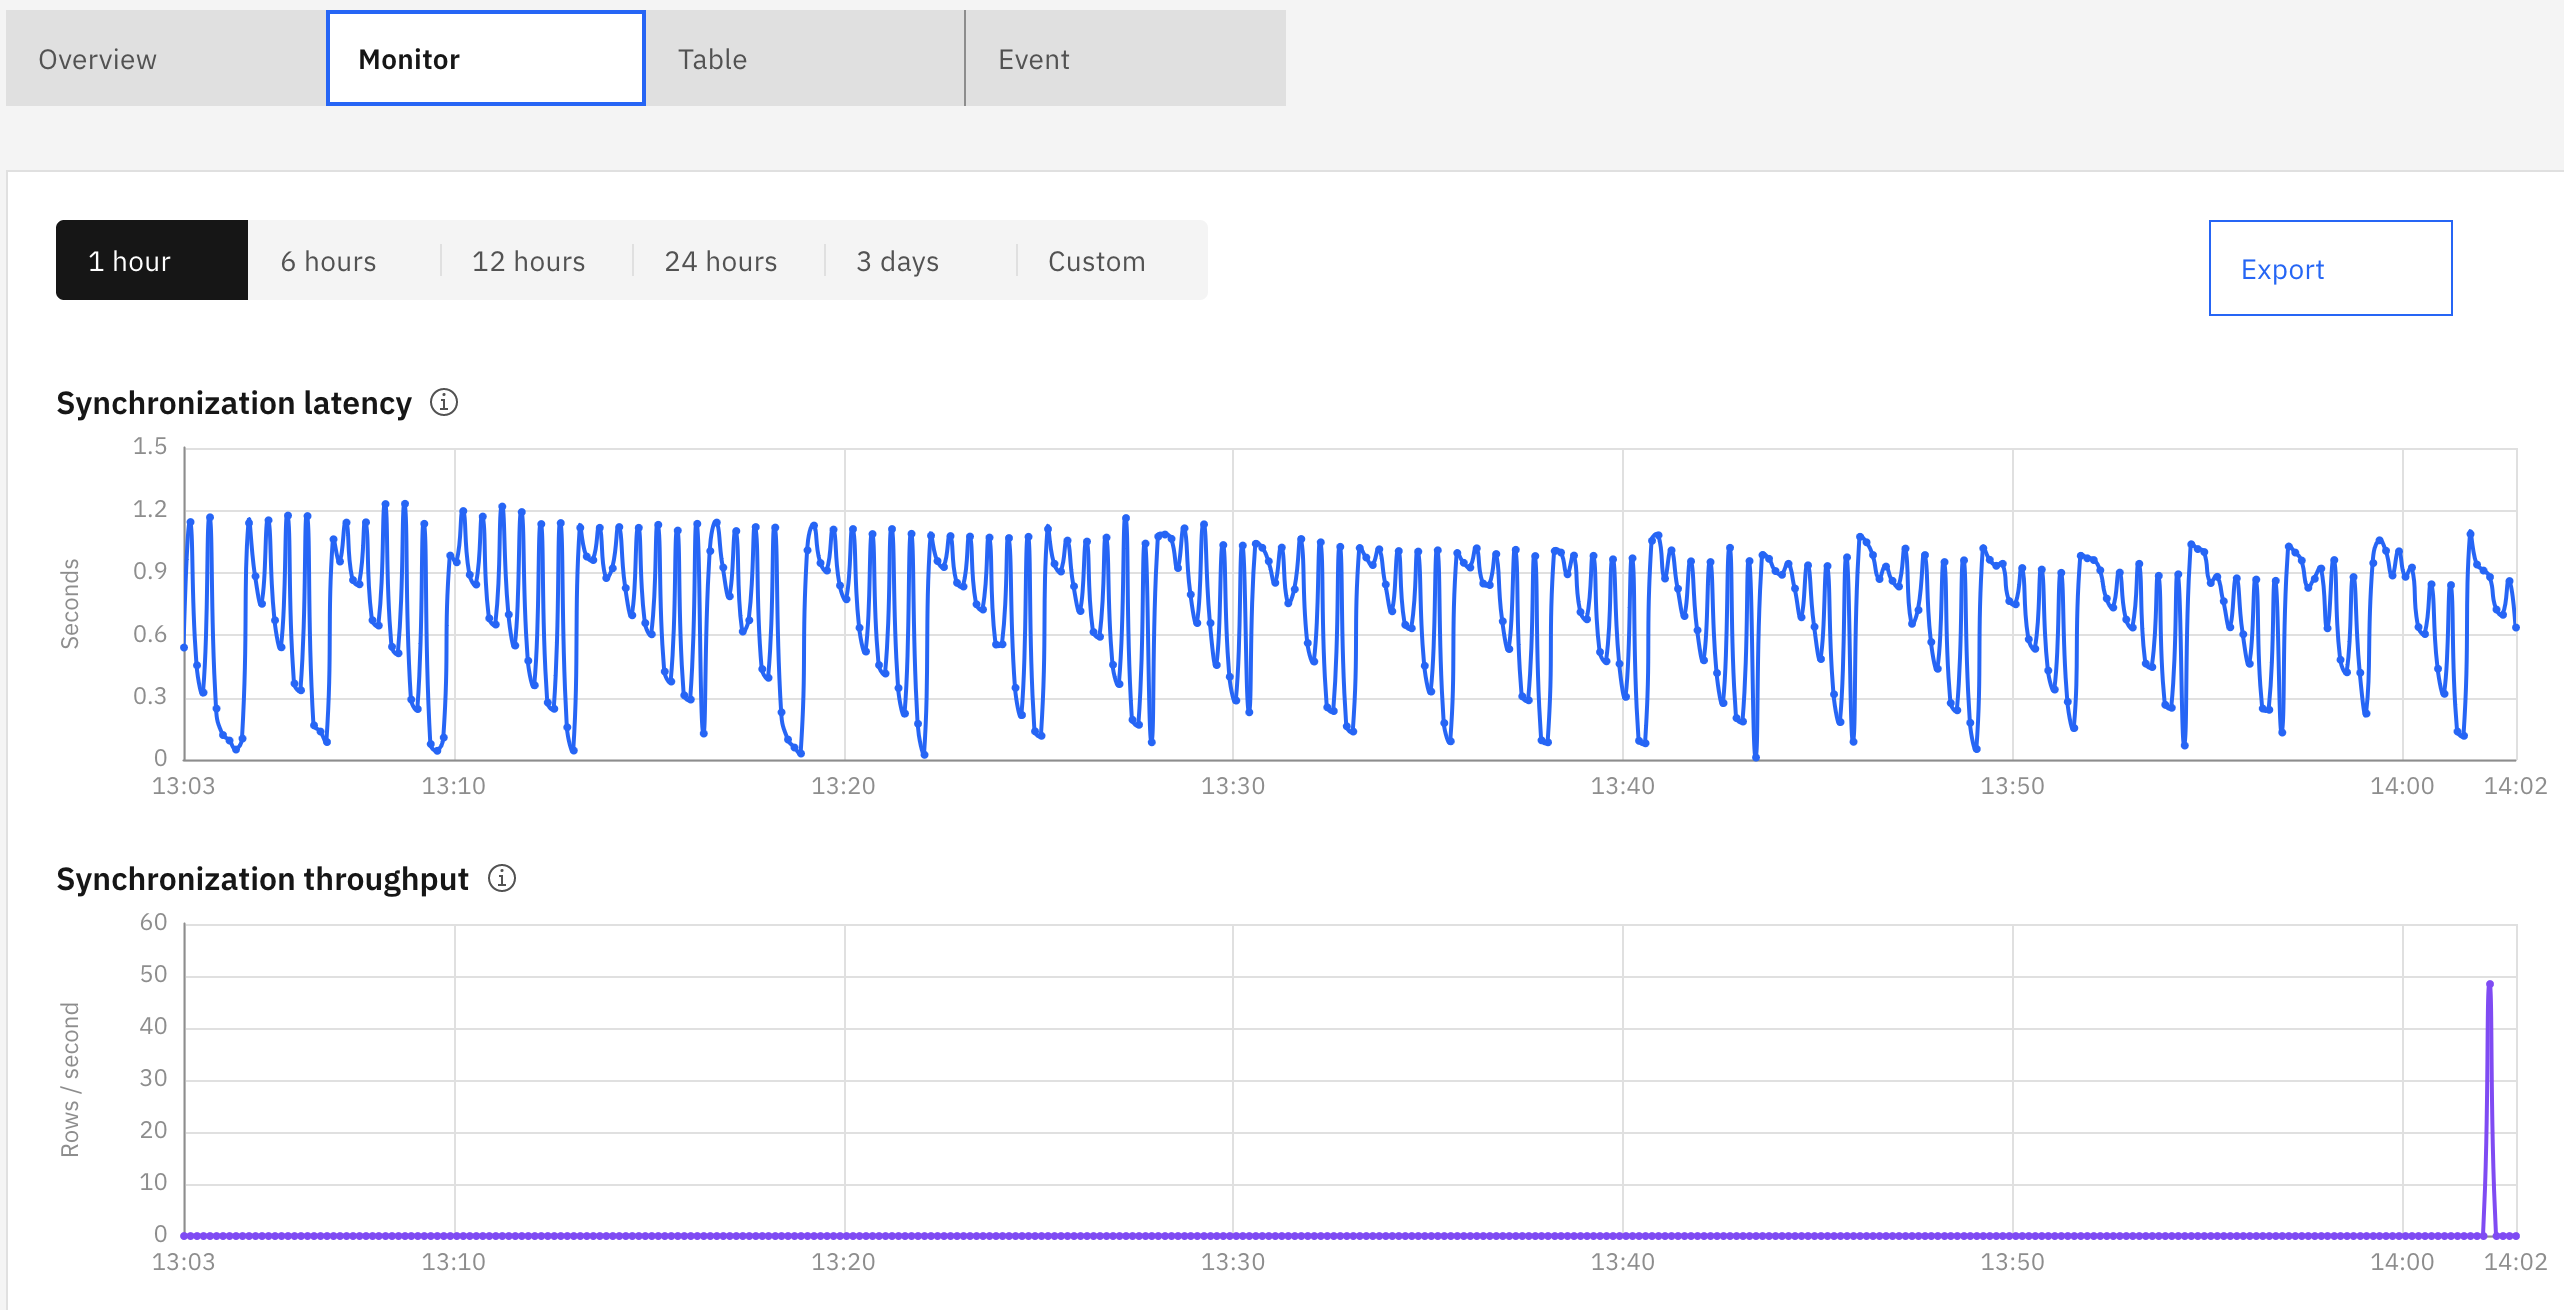 Overview
Monitor
Table
Event
1 hour
6 hours
12 hours
24 hours
3 days
Custom
Export
Synchronization latency
Seconds
1.5
1.2
0.9
0.6
0.3
0
13:03
13:10
13:20
13:30
13:40
13:50
14:00
14:02
Synchronization throughput
Rows / second
60
50
40
30
20
10
0
13:03
13:10
13:20
13:30
13:40
13:50
14:00
14:02